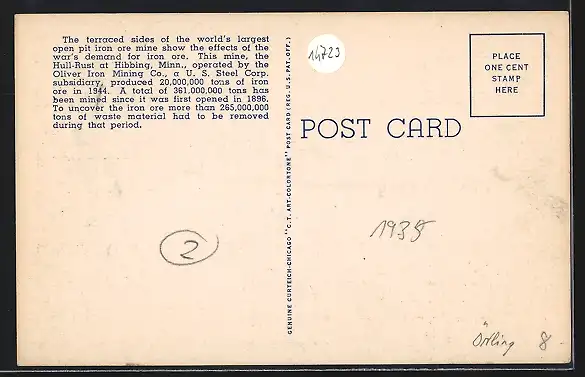 The terraced sides of the world's largest
open pit iron ore mine show the effects of the
war's demand for iron ore. This mine, the
Hull-Rust at Hibbing, Minn., operated by the
Oliver Iron Mining Co., a U. S. Steel Corp.
subsidiary, produced 20,000,000 tons of iron
ore in 1944. A total of 361.000.000 tons has
been mined since it was first opened in 1896.
To uncover the iron ore more than 265,000,000
tons of waste material had to be removed
during that period.
2
GENUINE CURTEICH-CHICAGO "C.T. ART-COLORTONE" POST CARD (REG. U.S. PAT. OFF.)
14723
POST CARD
PLACE
ONE CENT
STAMP
HERE
1935
8